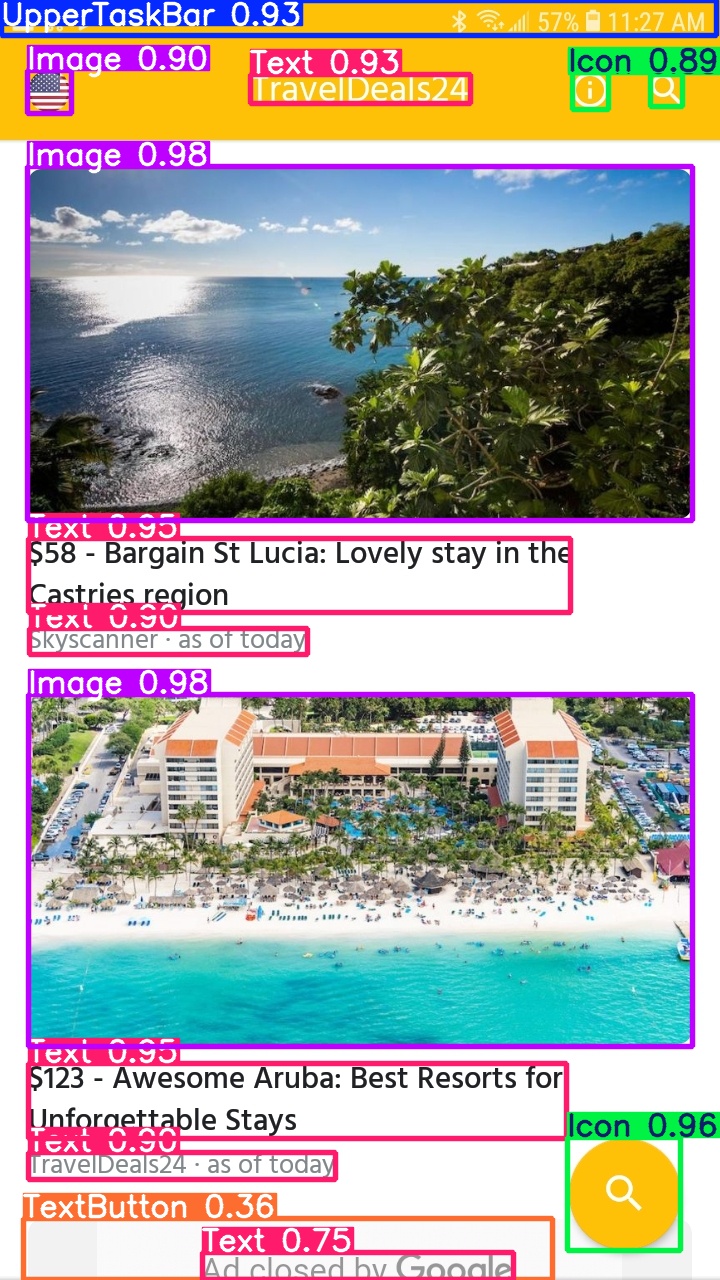 UpperTaskBar 0.93
57% 11:27 AM
Image 0.90
Text 0.93
Icon 0.89
TravelDeals24
Image 0.98
Text 0.95
$58 - Bargain St Lucia: Lovely stay in the
Castries region
Text 0.90
Skyscanner · as of today
Image 0.98
Text 0.95
$123 - Awesome Aruba: Best Resorts for
Unforgettable Stays
Icon 0.96
Text 0.90
TravelDeals24 · as of today
TextButton 0.36
Text 0.75
Ad closed by Google